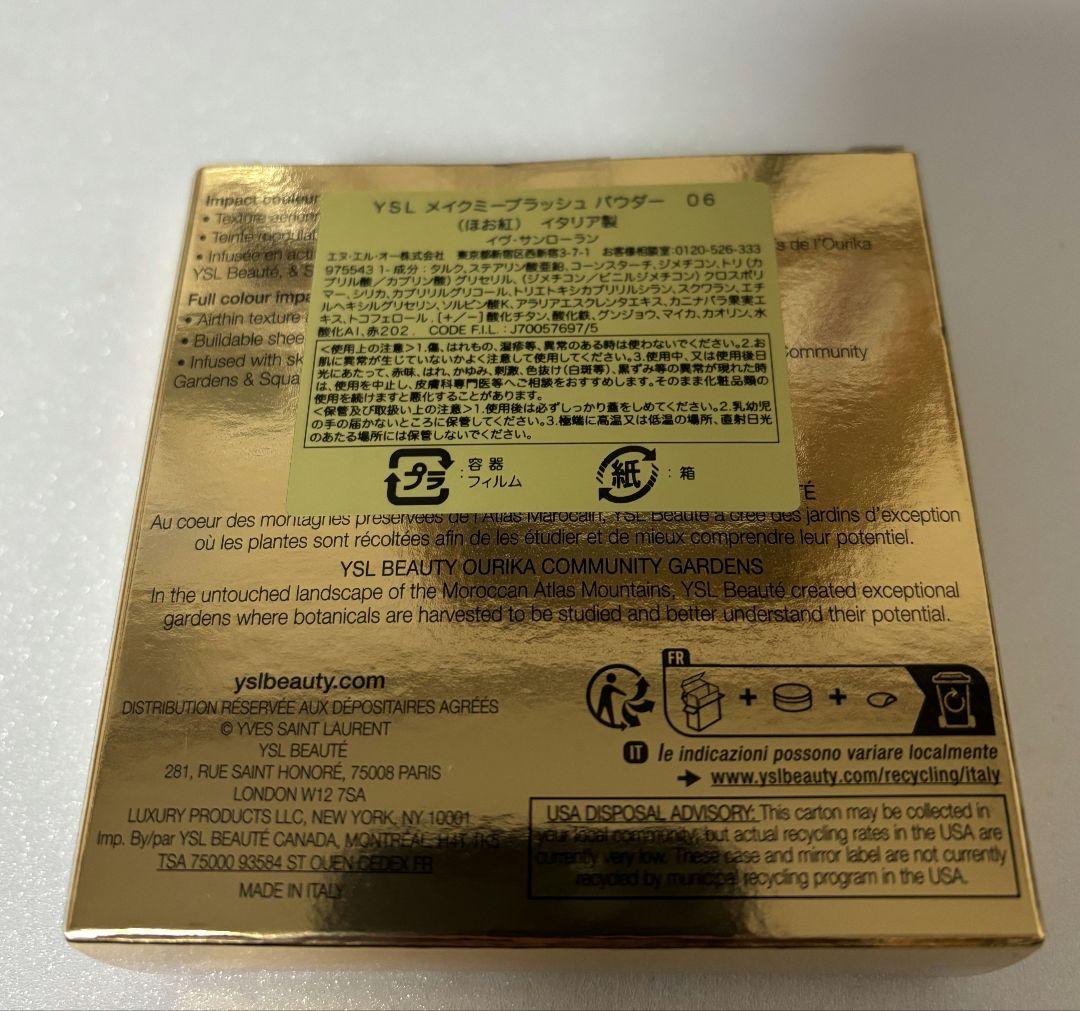 YSL メイクミーブラッシュ パウダー 06
(ほお紅) イタリア製
イヴ・サンローラン
エヌ・エル・オー株式会社 東京都新宿区西新宿3-7-1 お客様相談室:0120-526-333
975543 1- 成分: タルク、ステアリン酸亜鉛、コーンスターチ、ジメチコン、トリ (カ
プリル酸/カプリン酸) グリセリル、(ジメチコン/ビニルジメチコン) クロスポリ
マー、シリカ、カプリリルグリコール、トリエトキシカプリリルシラン、スクワラン、エチ
ルヘキシルグリセリン、ソルビン酸K、アラリアエスクレンタエキス、カニナバラ果実エ
キス、トコフェロール. [+/-] 酸化チタン、酸化鉄、グンジョウ、マイカ、カオリン、水
酸化Al、赤202. CODE F.I.L.: J70057697/5
<使用上の注意>1.傷、はれもの、湿疹等、異常のある時は使わないでください。2.お
肌に異常が生じていないかよく注意して使用してください。3.使用中、又は使用後日
光にあたって、赤味、はれ、かゆみ、刺激、色抜け(白斑等)、黒ずみ等の異常が現れた時
は、使用を中止し、皮膚科専門医等へご相談をおすすめします。そのまま化粧品類の
使用を続けますと悪化することがあります。
<保管及び取扱い上の注意>1.使用後は必ずしっかり蓋をしめてください。2.乳幼児
の手の届かないところに保管してください。3.極端に高温又は低温の場所、直射日光
のあたる場所には保管しないでください。
プラ : 容器
フィルム
紙 : 箱
Impact couleur
• Texture
• Teinte modulab
• Infusée en acti
s de l'Ourika
YSL Beauté, & S
Full colour impa
• Airthin texture
• Buildable shee
• Infused with sk
Community
Gardens & Squa
TÉ
Au coeur des montagnes préservées de l'Atlas Marocain, YSL Beauté a créé des jardins d'exception
où les plantes sont récoltées afin de les étudier et de mieux comprendre leur potentiel.
YSL BEAUTY OURIKA COMMUNITY GARDENS
In the untouched landscape of the Moroccan Atlas Mountains, YSL Beauté created exceptional
gardens where botanicals are harvested to be studied and better understand their potential.
yslbeauty.com
DISTRIBUTION RÉSERVÉE AUX DÉPOSITAIRES AGRÉÉS
© YVES SAINT LAURENT
YSL BEAUTÉ
281, RUE SAINT HONORÉ, 75008 PARIS
LONDON W12 7SA
LUXURY PRODUCTS LLC, NEW YORK, NY 10001
Imp. By/par YSL BEAUTÉ CANADA, MONTRÉAL H4T 1K5
TSA 75000 93584 ST OUEN CEDEX FR
MADE IN ITALY
FR
+ +
IT le indicazioni possono variare localmente
www.yslbeauty.com/recycling/italy
USA DISPOSAL ADVISORY: This carton may be collected in
your local community, but actual recycling rates in the USA are
currently very low. These case and mirror label are not currently
recycled by municipal recycling program in the USA.